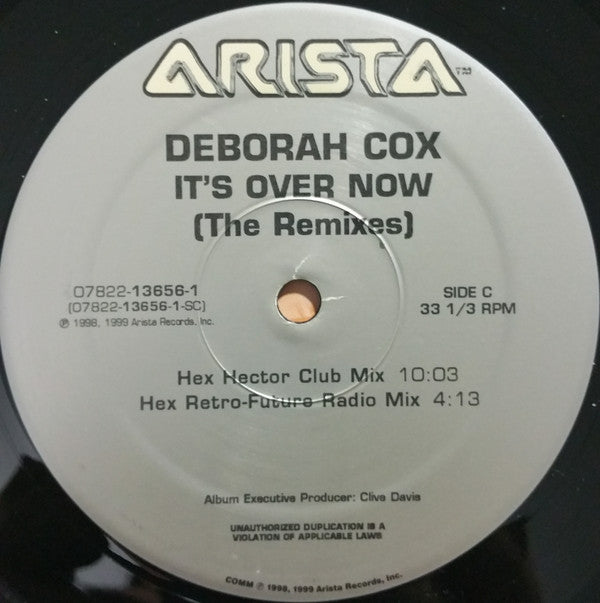 ARISTA™
DEBORAH COX
IT'S OVER NOW
(The Remixes)
07822-13656-1
(07822-13656-1-SC)
℗ 1998, 1999 Arista Records, Inc.
SIDE C
33 1/3 RPM
Hex Hector Club Mix 10:03
Hex Retro-Future Radio Mix 4:13
Album Executive Producer: Clive Davis
UNAUTHORIZED DUPLICATION IS A
VIOLATION OF APPLICABLE LAWS
COMM ℗ 1998, 1999 Arista Records, Inc.